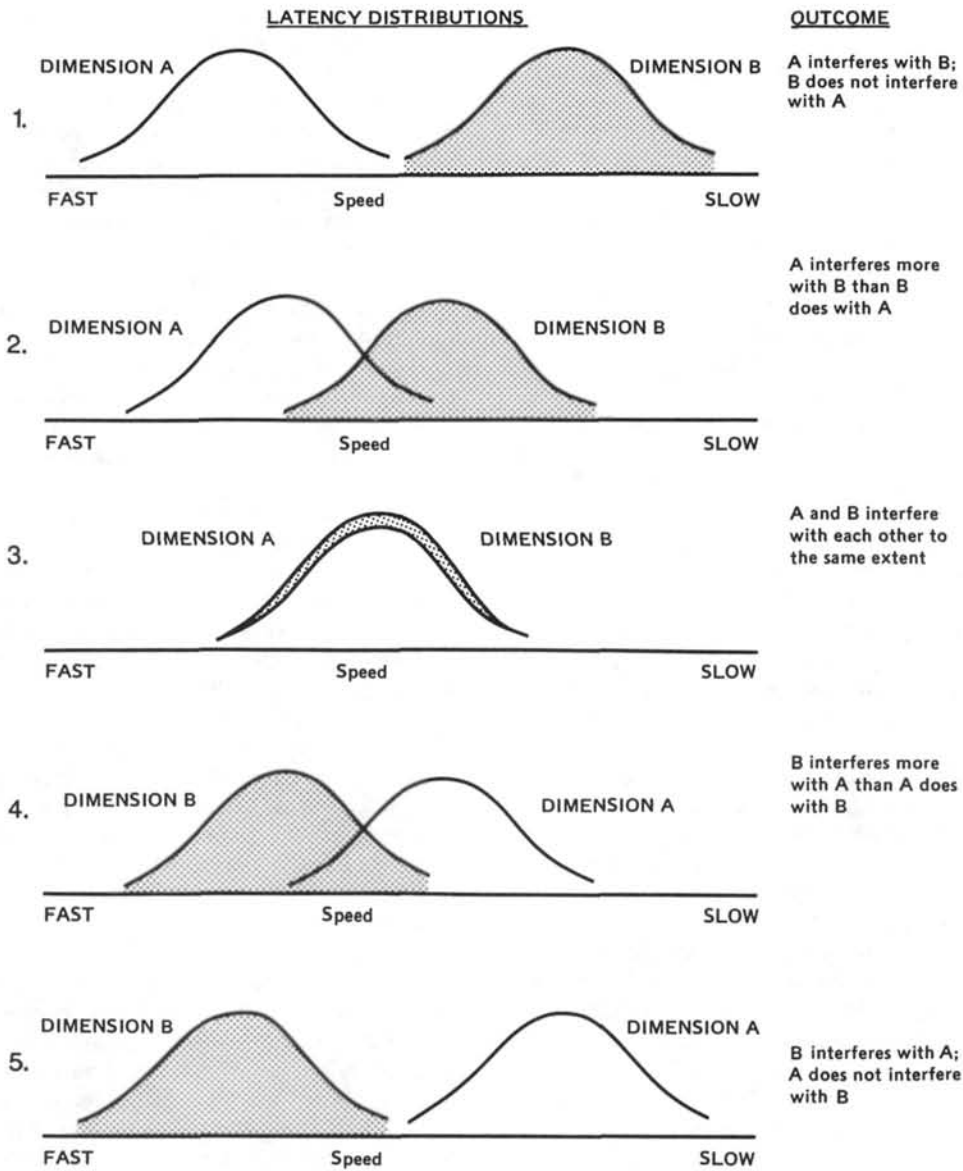 LATENCY DISTRIBUTIONS
OUTCOME
1.
DIMENSION A
DIMENSION B
A interferes with B;
B does not interfere
with A
FAST
Speed
SLOW
2.
DIMENSION A
DIMENSION B
A interferes more
with B than B
does with A
FAST
Speed
SLOW
3.
DIMENSION A
DIMENSION B
A and B interfere
with each other to
the same extent
FAST
Speed
SLOW
4.
DIMENSION B
DIMENSION A
B interferes more
with A than A does
with B
FAST
Speed
SLOW
5.
DIMENSION B
DIMENSION A
B interferes with A;
A does not interfere
with B
FAST
Speed
SLOW